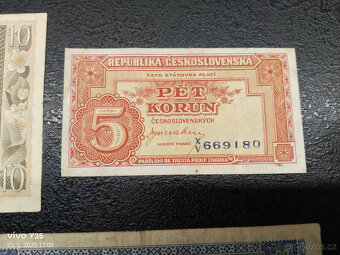 REPUBLIKA ČESKOSLOVENSKÁ
TATO STÁTOVKA PLATÍ
PĚT
KORUN
ČESKOSLOVENSKÝCH
5
MINISTR FINANCÍ
X/V 669180
PADĚLÁNÍ SE TRESTÁ PODLE ZÁKONA
10
vivo Y35
22. 5. 2025, 13:05